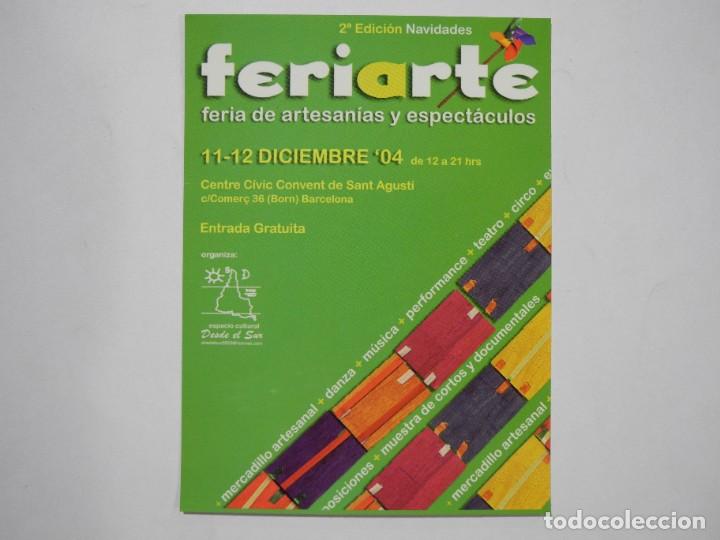 2ª Edición Navidades
feriarte
feria de artesanías y espectáculos
11-12 DICIEMBRE '04 de 12 a 21 hrs
Centre Cívic Convent de Sant Agustí
c/Comerç 36 (Born) Barcelona
Entrada Gratuita
organiza:
espacio cultural
Desde el Sur
+ mercadillo artesanal + danza + música + performance + teatro + circo +
posiciones + muestra de cortos y documentales
+ mercadillo artesanal +
todocoleccion.net